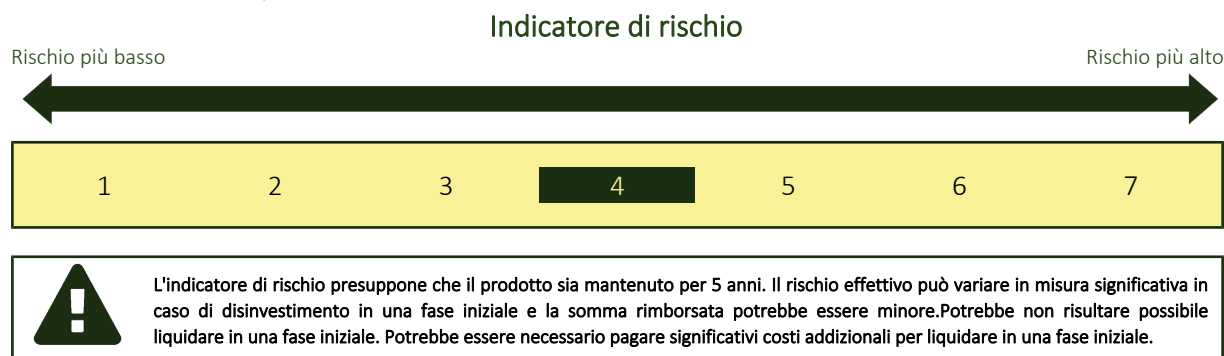 Indicatore di rischio
Rischio più basso
Rischio più alto
1 2 3 4 5 6 7
L'indicatore di rischio presuppone che il prodotto sia mantenuto per 5 anni. Il rischio effettivo può variare in misura significativa in
caso di disinvestimento in una fase iniziale e la somma rimborsata potrebbe essere minore.Potrebbe non risultare possibile
liquidare in una fase iniziale. Potrebbe essere necessario pagare significativi costi addizionali per liquidare in una fase iniziale.